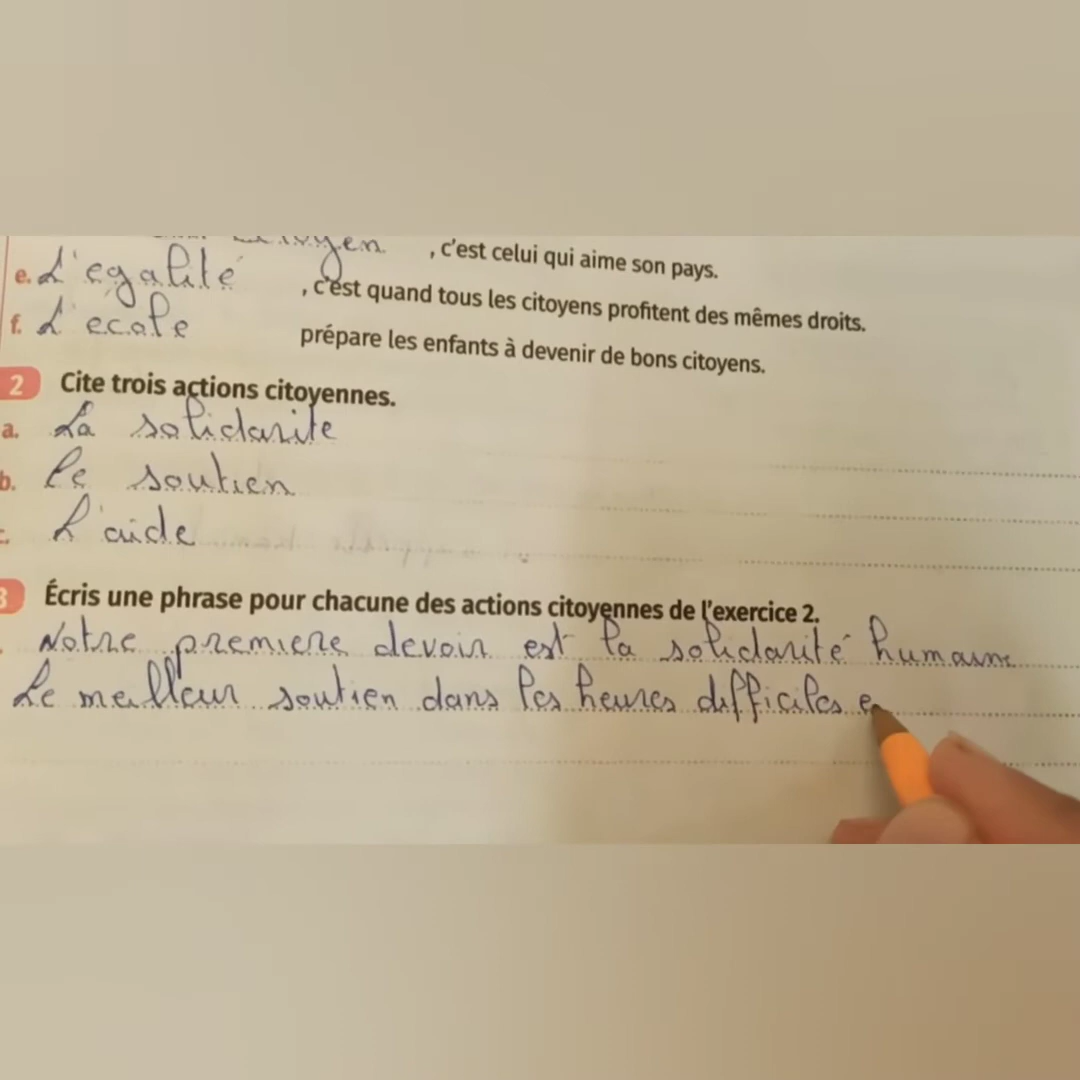 , c'est celui qui aime son pays.
e. L'egalité , c'est quand tous les citoyens profitent des mêmes droits.
f. L'ecole prépare les enfants à devenir de bons citoyens.
2 Cite trois actions citoyennes.
a. La solidarite
b. le soutien
c. L'aide
3 Écris une phrase pour chacune des actions citoyennes de l'exercice 2.
Notre premiere devoir est la solidarité humaine
Le meilleur soutien dans les heures difficiles e